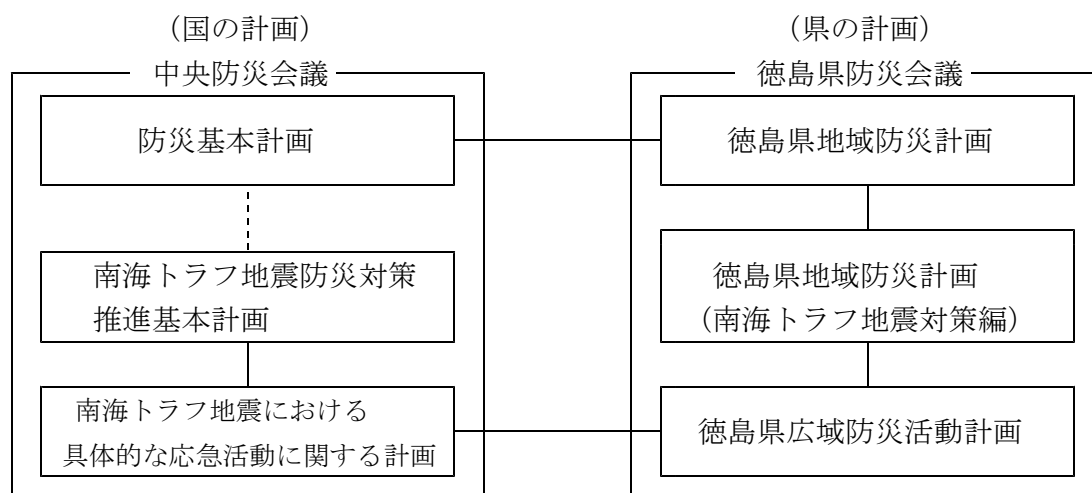 (国の計画)
中央防災会議
防災基本計画
南海トラフ地震防災対策
推進基本計画
南海トラフ地震における
具体的な応急活動に関する計画
(県の計画)
徳島県防災会議
徳島県地域防災計画
徳島県地域防災計画
(南海トラフ地震対策編)
徳島県広域防災活動計画